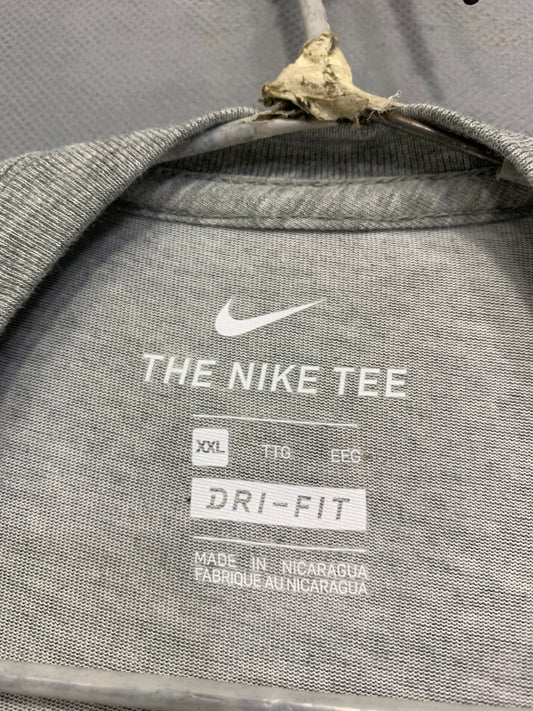 THE NIKE TEE
XXL TTG EEG
DRI-FIT
MADE IN NICARAGUA
FABRIQUE AU NICARAGUA